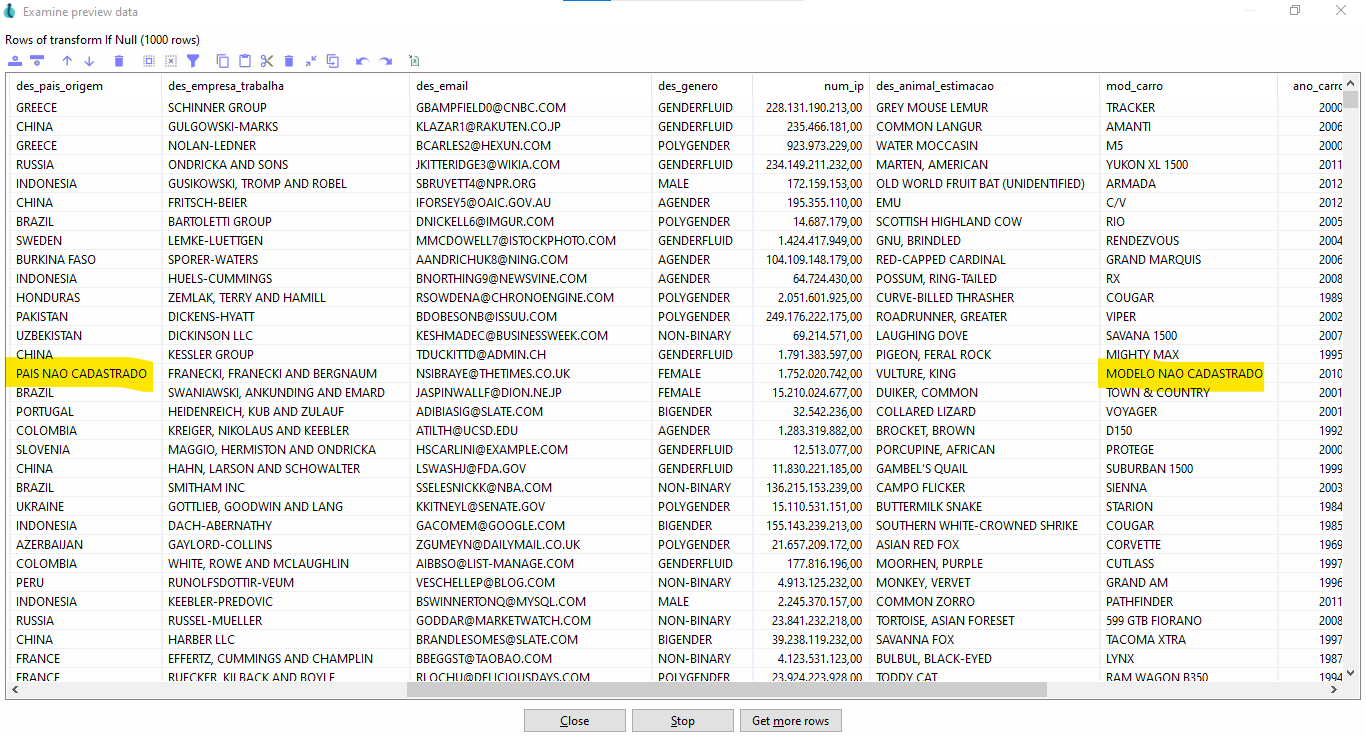 Examine preview data
Rows of transform If Null (1000 rows)
des_pais_origem des_empresa_trabalha des_email des_genero num_ip des_animal_estimacao mod_carro ano_carro
GREECE SCHINNER GROUP GBAMPFIELD0@CNBC.COM GENDERFLUID 228.131.190.213,00 GREY MOUSE LEMUR TRACKER 2000
CHINA GULGOWSKI-MARKS KLAZAR1@RAKUTEN.CO.JP GENDERFLUID 235.466.181,00 COMMON LANGUR AMANTI 2006
GREECE NOLAN-LEDNER BCARLES2@HEXUN.COM POLYGENDER 923.973.229,00 WATER MOCCASIN M5 2000
RUSSIA ONDRICKA AND SONS JKITTERIDGE3@WIKIA.COM GENDERFLUID 234.149.211.232,00 MARTEN, AMERICAN YUKON XL 1500 2011
INDONESIA GUSIKOWSKI, TROMP AND ROBEL SBRUYETT4@NPR.ORG MALE 172.159.153,00 OLD WORLD FRUIT BAT (UNIDENTIFIED) ARMADA 2012
CHINA FRITSCH-BEIER IFORSEY5@OAIC.GOV.AU AGENDER 195.355.110,00 EMU C/V 2012
BRAZIL BARTOLETTI GROUP DNICKELL6@IMGUR.COM POLYGENDER 14.687.179,00 SCOTTISH HIGHLAND COW RIO 2005
SWEDEN LEMKE-LUETTGEN MMCDOWELL7@ISTOCKPHOTO.COM GENDERFLUID 1.424.417.949,00 GNU, BRINDLED RENDEZVOUS 2004
BURKINA FASO SPORER-WATERS AANDRICHUK8@NING.COM AGENDER 104.109.148.179,00 RED-CAPPED CARDINAL GRAND MARQUIS 2006
INDONESIA HUELS-CUMMINGS BNORTHING9@NEWSVINE.COM AGENDER 64.724.430,00 POSSUM, RING-TAILED RX 2008
HONDURAS ZEMLAK, TERRY AND HAMILL RSOWDENA@CHRONOENGINE.COM POLYGENDER 2.051.601.925,00 CURVE-BILLED THRASHER COUGAR 1989
PAKISTAN DICKENS-HYATT BDOBESONB@ISSUU.COM POLYGENDER 249.176.222.175,00 ROADRUNNER, GREATER VIPER 2002
UZBEKISTAN DICKINSON LLC KESHMADEC@BUSINESSWEEK.COM NON-BINARY 69.214.571,00 LAUGHING DOVE SAVANA 1500 2007
CHINA KESSLER GROUP TDUCKITTD@ADMIN.CH GENDERFLUID 1.791.383.597,00 PIGEON, FERAL ROCK MIGHTY MAX 1995
PAIS NAO CADASTRADO FRANECKI, FRANECKI AND BERGNAUM NSIBRAYE@THETIMES.CO.UK FEMALE 1.752.020.742,00 VULTURE, KING MODELO NAO CADASTRADO 2010
BRAZIL SWANIAWSKI, ANKUNDING AND EMARD JASPINWALLF@DION.NE.JP FEMALE 15.210.024.677,00 DUIKER, COMMON TOWN & COUNTRY 2001
PORTUGAL HEIDENREICH, KUB AND ZULAUF ADIBIASIG@SLATE.COM BIGENDER 32.542.236,00 COLLARED LIZARD VOYAGER 2001
COLOMBIA KREIGER, NIKOLAUS AND KEEBLER ATILTH@UCSD.EDU AGENDER 1.283.319.882,00 BROCKET, BROWN D150 1992
SLOVENIA MAGGIO, HERMISTON AND ONDRICKA HSCARLINI@EXAMPLE.COM GENDERFLUID 12.513.077,00 PORCUPINE, AFRICAN PROTEGE 2000
CHINA HAHN, LARSON AND SCHOWALTER LSWASHJ@FDA.GOV GENDERFLUID 11.830.221.185,00 GAMBEL'S QUAIL SUBURBAN 1500 1999
BRAZIL SMITHAM INC SSELESNICKK@NBA.COM NON-BINARY 136.215.153.239,00 CAMPO FLICKER SIENNA 2003
UKRAINE GOTTLIEB, GOODWIN AND LANG KKITNEYL@SENATE.GOV POLYGENDER 15.110.531.151,00 BUTTERMILK SNAKE STARION 1984
INDONESIA DACH-ABERNATHY GACOMEM@GOOGLE.COM BIGENDER 155.143.239.213,00 SOUTHERN WHITE-CROWNED SHRIKE COUGAR 1985
AZERBAIJAN GAYLORD-COLLINS ZGUMEYN@DAILYMAIL.CO.UK POLYGENDER 21.657.209.172,00 ASIAN RED FOX CORVETTE 1969
COLOMBIA WHITE, ROWE AND MCLAUGHLIN AIBBSO@LIST-MANAGE.COM GENDERFLUID 177.816.196,00 MOORHEN, PURPLE CUTLASS 1997
PERU RUNOLFSDOTTIR-VEUM VESCHELLEP@BLOG.COM NON-BINARY 4.913.125.232,00 MONKEY, VERVET GRAND AM 1996
INDONESIA KEEBLER-PREDOVIC BSWINNERTONQ@MYSQL.COM MALE 2.245.370.157,00 COMMON ZORRO PATHFINDER 2011
RUSSIA RUSSEL-MUELLER GODDAR@MARKETWATCH.COM NON-BINARY 23.841.232.218,00 TORTOISE, ASIAN FORESET 599 GTB FIORANO 2008
CHINA HARBER LLC BRANDLESOMES@SLATE.COM BIGENDER 39.238.119.232,00 SAVANNA FOX TACOMA XTRA 1997
FRANCE EFFERTZ, CUMMINGS AND CHAMPLIN BBEGGST@TAOBAO.COM NON-BINARY 4.123.531.123,00 BULBUL, BLACK-EYED LYNX 1987
FRANCE RUECKER, KILBACK AND BOYLE RLOCHU@DELICIOUSDAYS.COM POLYGENDER 23.924.223.928,00 TODDY CAT RAM WAGON B350 1994
Close Stop Get more rows